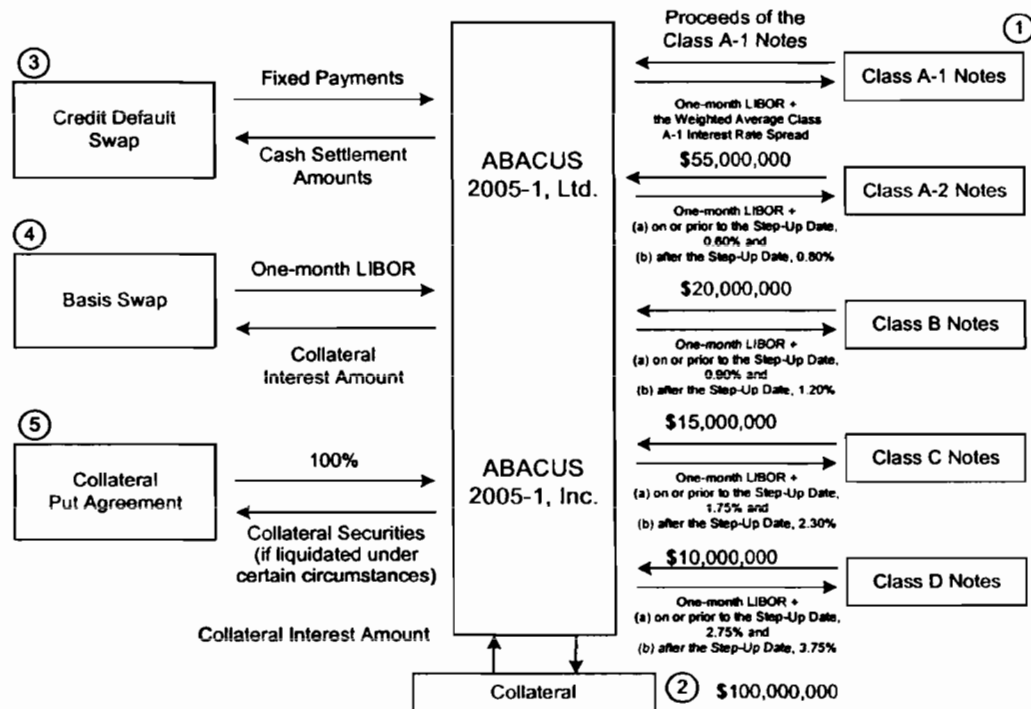 3
Credit Default
Swap
Fixed Payments
Cash Settlement
Amounts
4
Basis Swap
One-month LIBOR
Collateral
Interest Amount
5
Collateral
Put Agreement
100%
Collateral Securities
(if liquidated under
certain circumstances)
Collateral Interest Amount
ABACUS
2005-1, Ltd.
ABACUS
2005-1, Inc.
Proceeds of the
Class A-1 Notes
1
Class A-1 Notes
One-month LIBOR +
the Weighted Average Class
A-1 Interest Rate Spread
$55,000,000
Class A-2 Notes
One-month LIBOR +
(a) on or prior to the Step-Up Date,
0.60% and
(b) after the Step-Up Date, 0.80%
$20,000,000
Class B Notes
One-month LIBOR +
(a) on or prior to the Step-Up Date,
0.90% and
(b) after the Step-Up Date, 1.20%
$15,000,000
Class C Notes
One-month LIBOR +
(a) on or prior to the Step-Up Date,
1.75% and
(b) after the Step-Up Date, 2.30%
$10,000,000
Class D Notes
One-month LIBOR +
(a) on or prior to the Step-Up Date,
2.75% and
(b) after the Step-Up Date, 3.75%
Collateral
2
$100,000,000